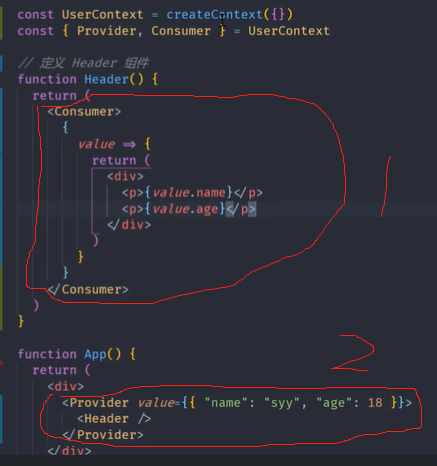 const UserContext = createContext({})
const { Provider, Consumer } = UserContext
// 定义 Header 组件
function Header() {
return (
<Consumer>
{
value => {
return (
<div>
<p>{value.name}</p>
<p>{value.age}</p>
</div>
)
}
}
</Consumer>
)
}
1
function App() {
2
return (
<div>
<Provider value={{ "name": "syy", "age": 18 }}>
<Header />
</Provider>
</div>